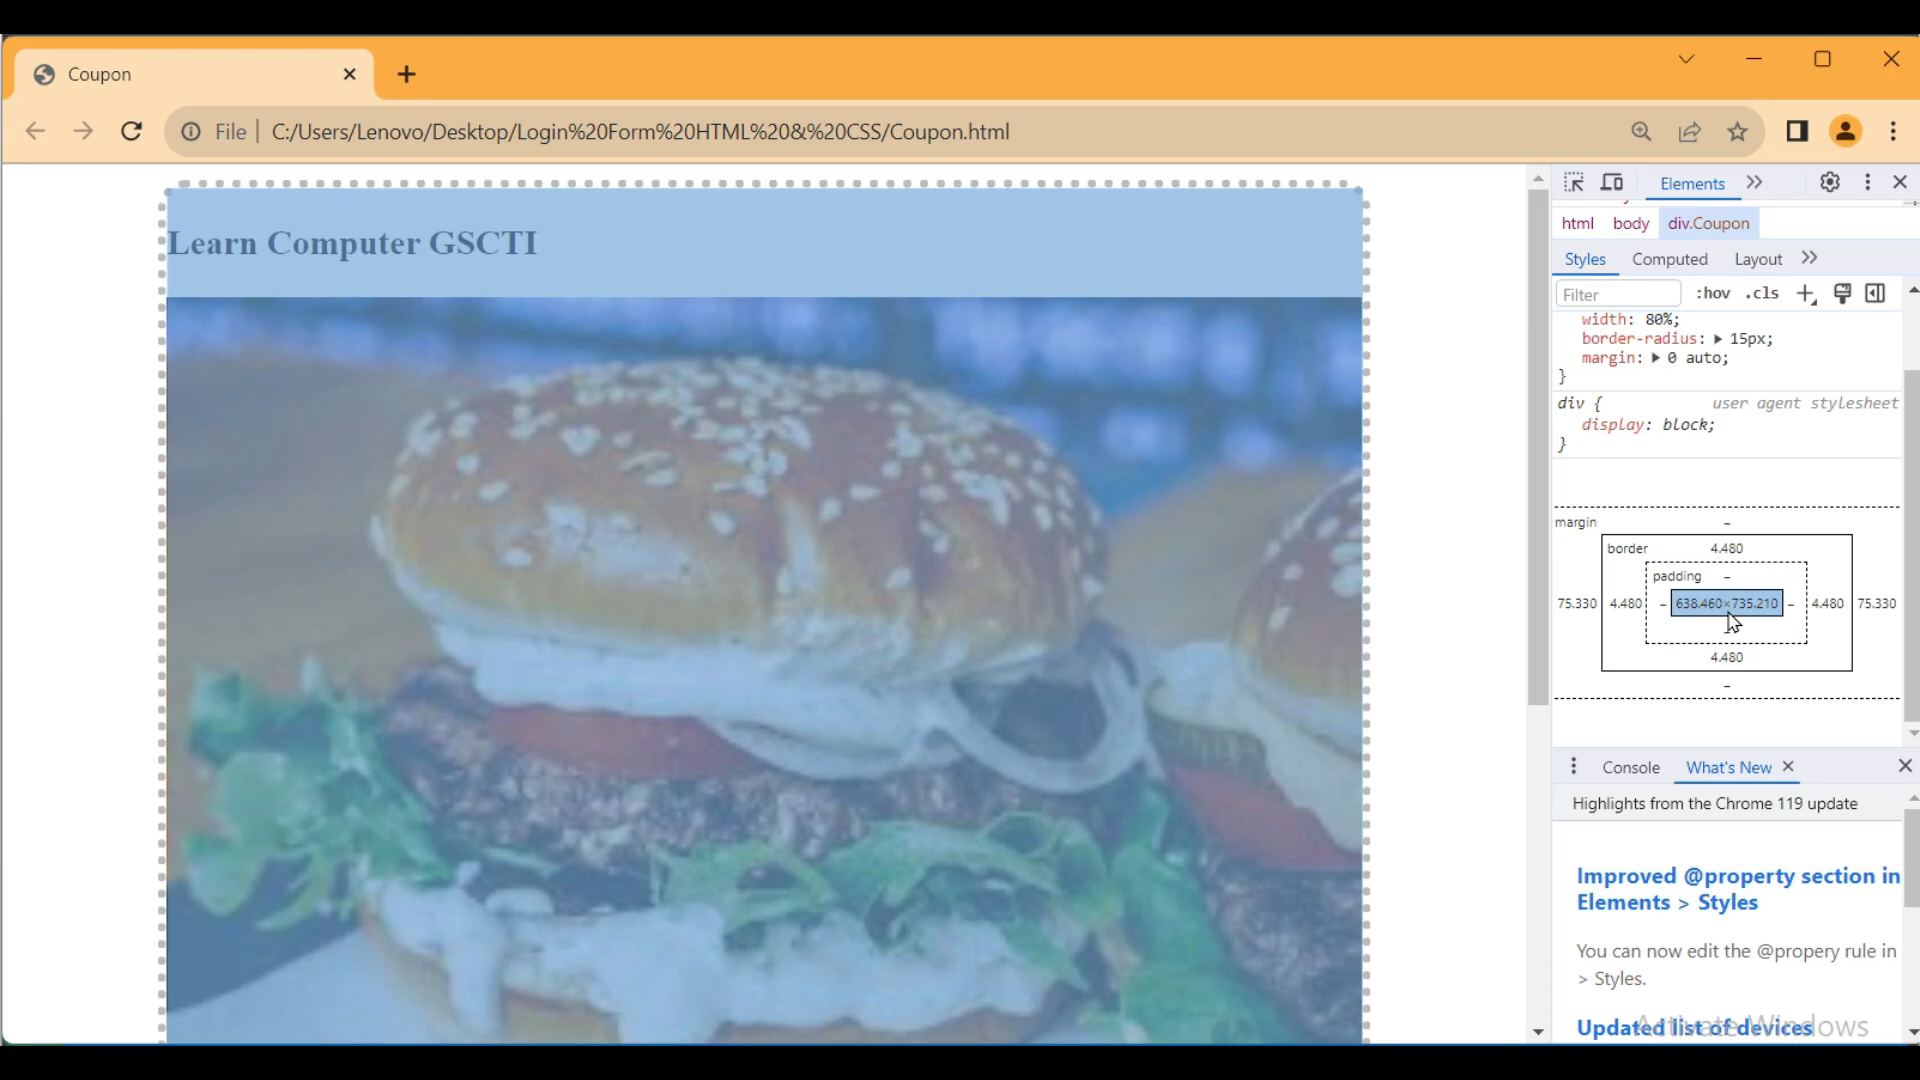 Coupon
File
C:/Users/Lenovo/Desktop/Login%20Form%20HTML%20&%20CSS/Coupon.html
Learn Computer GSCTI
Elements
html body div.Coupon
Styles Computed Layout
Filter :hov .cls
width: 80%;
border-radius: 15px;
margin: 0 auto;
}
div { user agent stylesheet
display: block;
}
margin –
border 4.480
padding –
75.330 4.480 – 638.460×735.210 – 4.480 75.330
4.480
–
Console What's New
Highlights from the Chrome 119 update
Improved @property section in
Elements > Styles
You can now edit the @propery rule in
> Styles.
Updated list of devices
Activate Windows